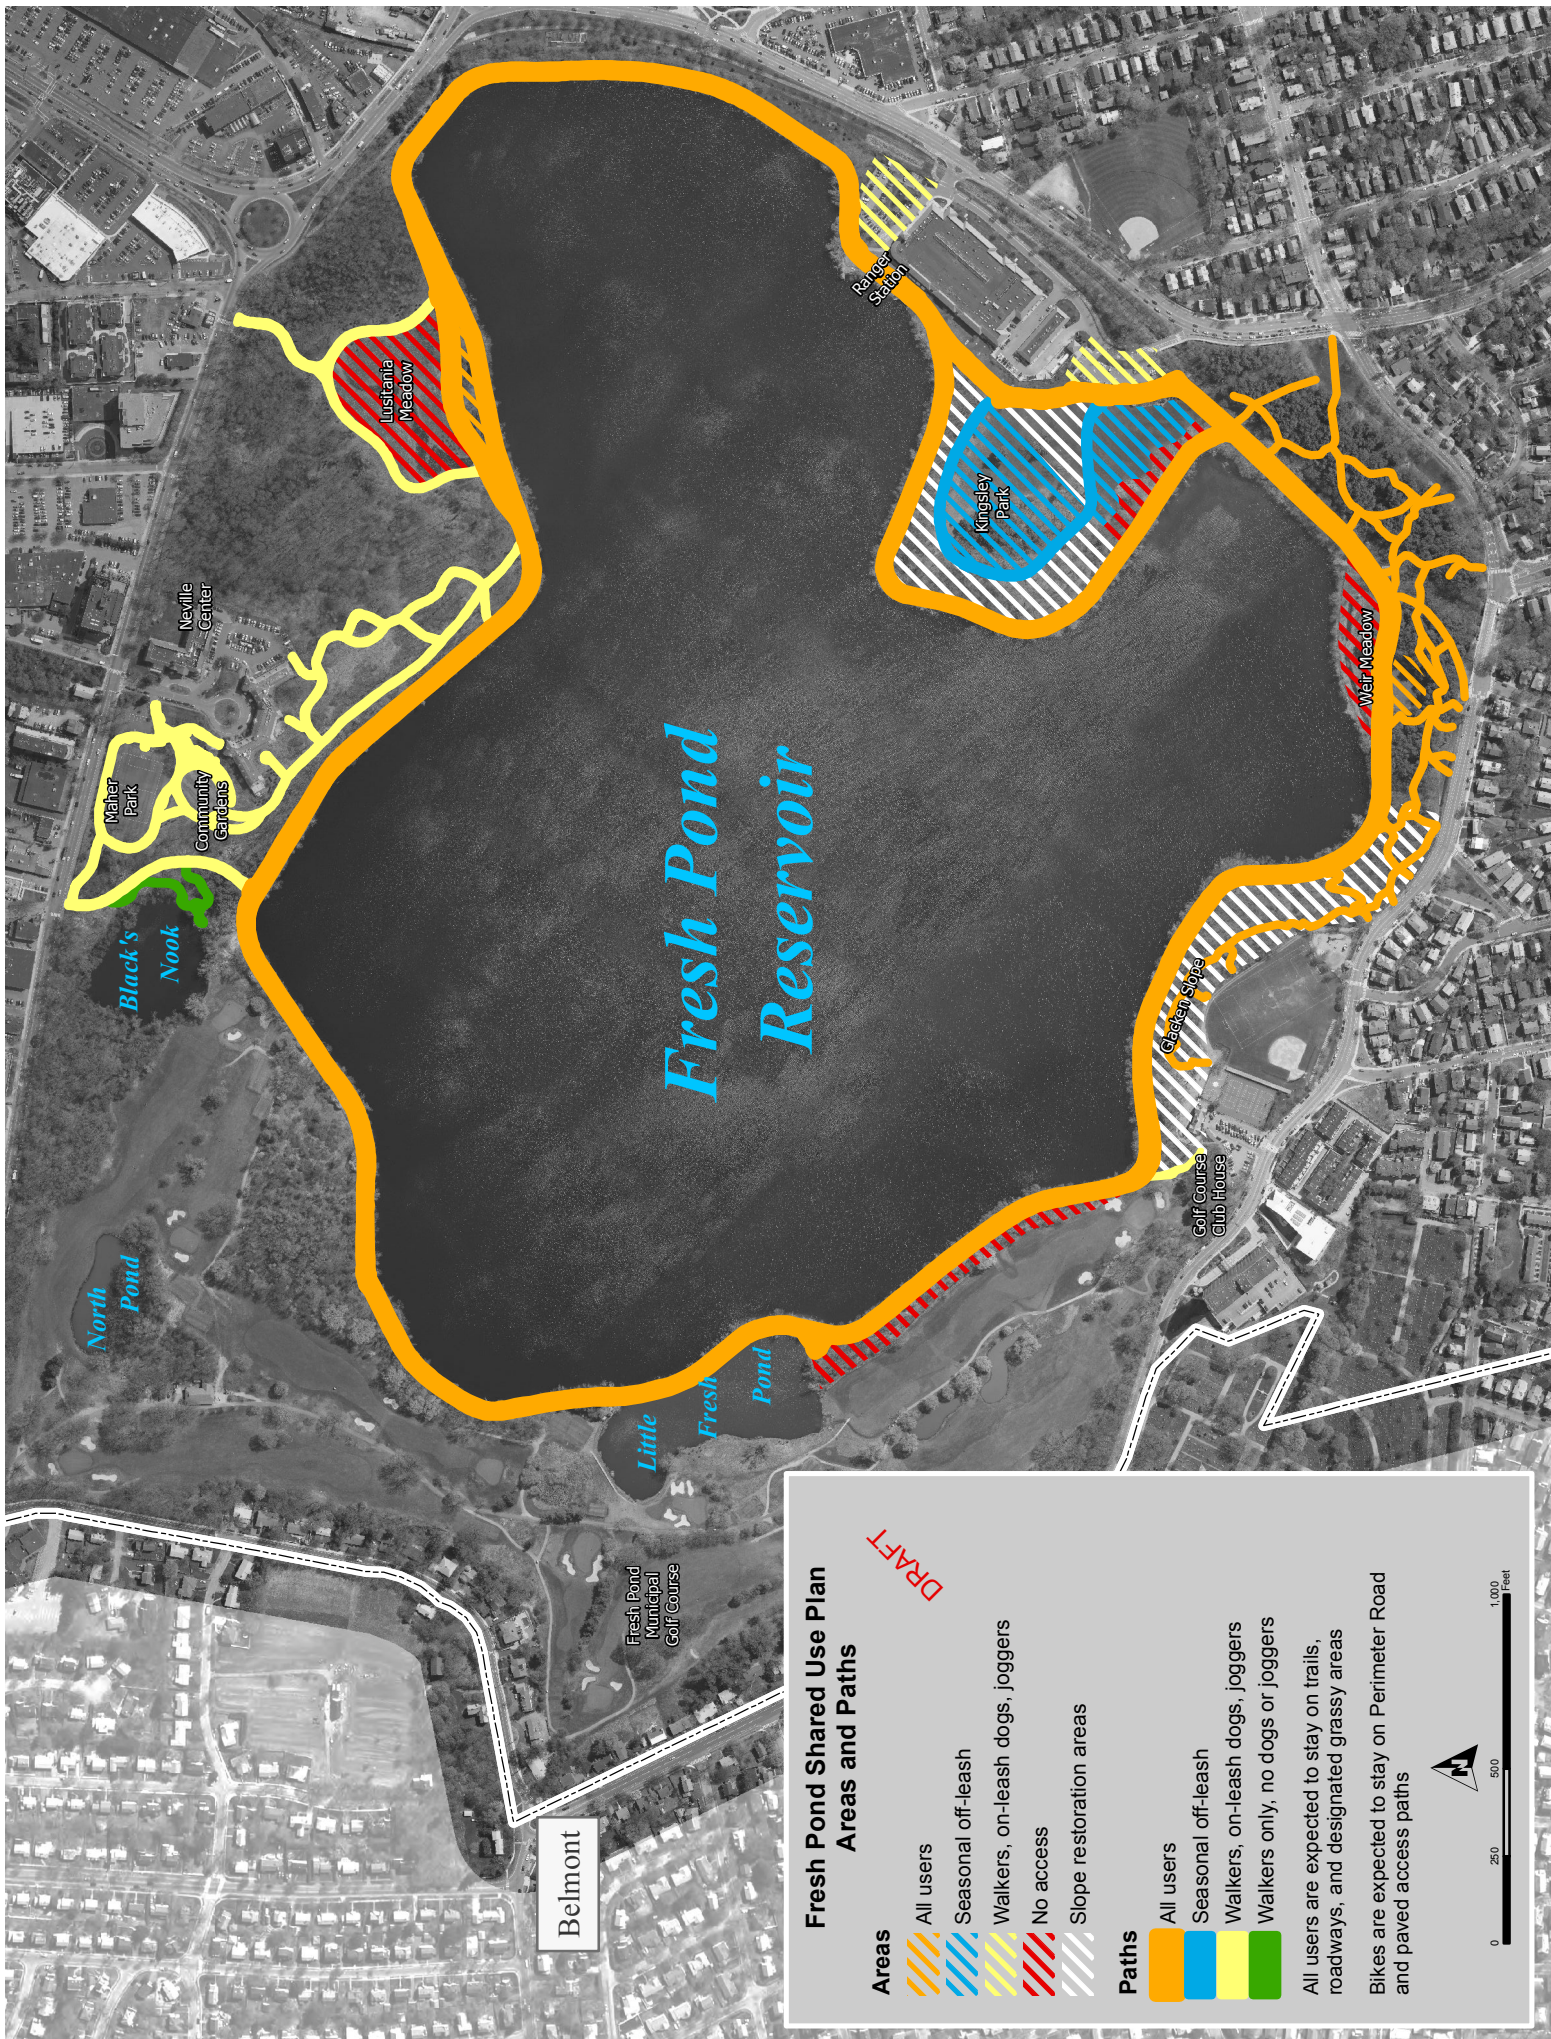 Lusitania
Meadow
Ranger
Station
Neville
Center
Kingsley
Park
Maher
Park
Community
Gardens
Weir Meadow
Black's
Nook
Fresh Pond
Reservoir
Glacken Slope
North
Pond
Golf Course
Club House
Little
Fresh
Pond
Fresh Pond
Municipal
Golf Course
Belmont
Fresh Pond Shared Use Plan
Areas and Paths
DRAFT
Areas
All users
Seasonal off-leash
Walkers, on-leash dogs, joggers
No access
Slope restoration areas
Paths
All users
Seasonal off-leash
Walkers, on-leash dogs, joggers
Walkers only, no dogs or joggers
All users are expected to stay on trails,
roadways, and designated grassy areas
Bikes are expected to stay on Perimeter Road
and paved access paths
N
0 250 500 1,000
Feet